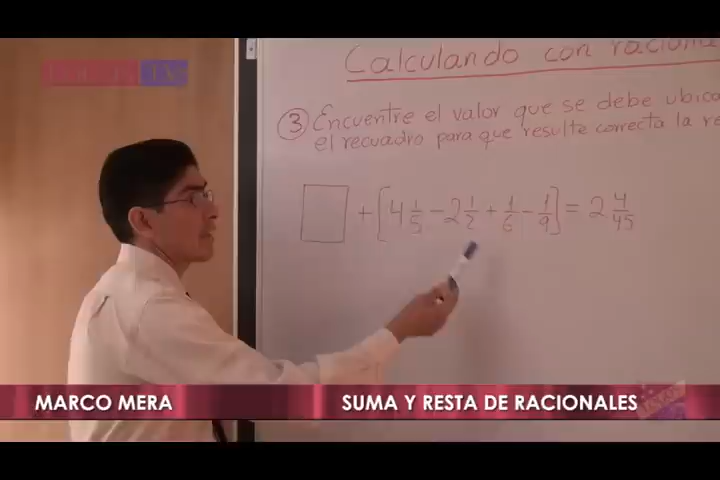 Calculando con
③ Encuentre el valor que se debe
el recuadro para que resulte correcta la
□ + [4 1/5 - 2 1/2 + 1/6 - 1/9] = 2 4/45
MARCO MERA
SUMA Y RESTA DE RACIONALES